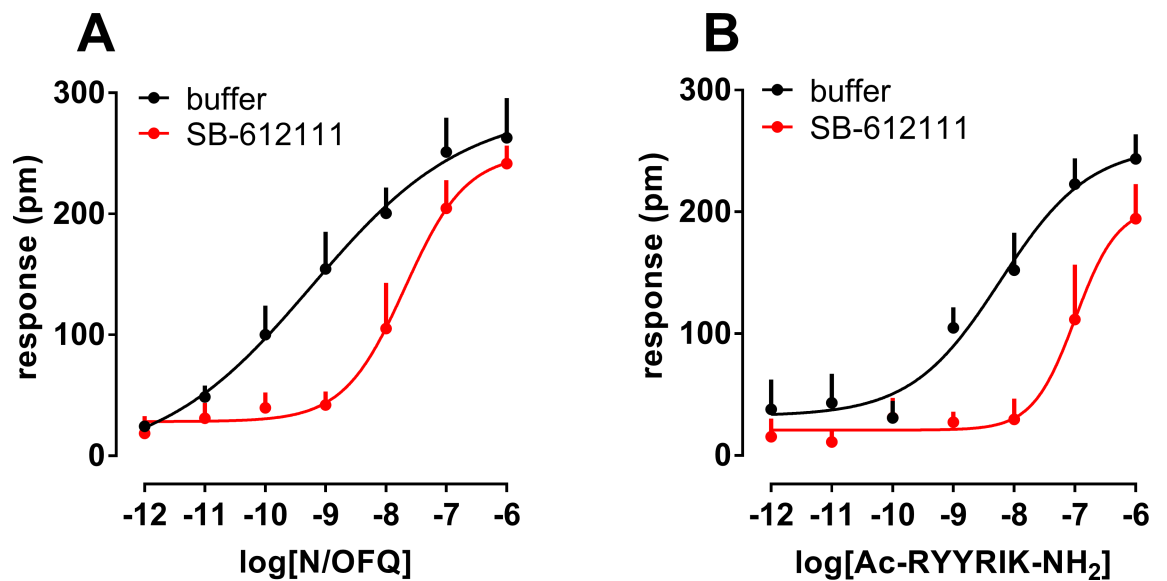 A
300
200
100
0
response (pm)
buffer
SB-612111
-12 -11 -10 -9 -8 -7 -6
log[N/OFQ]
B
300
200
100
0
response (pm)
buffer
SB-612111
-12 -11 -10 -9 -8 -7 -6
log[Ac-RYYRIK-NH₂]